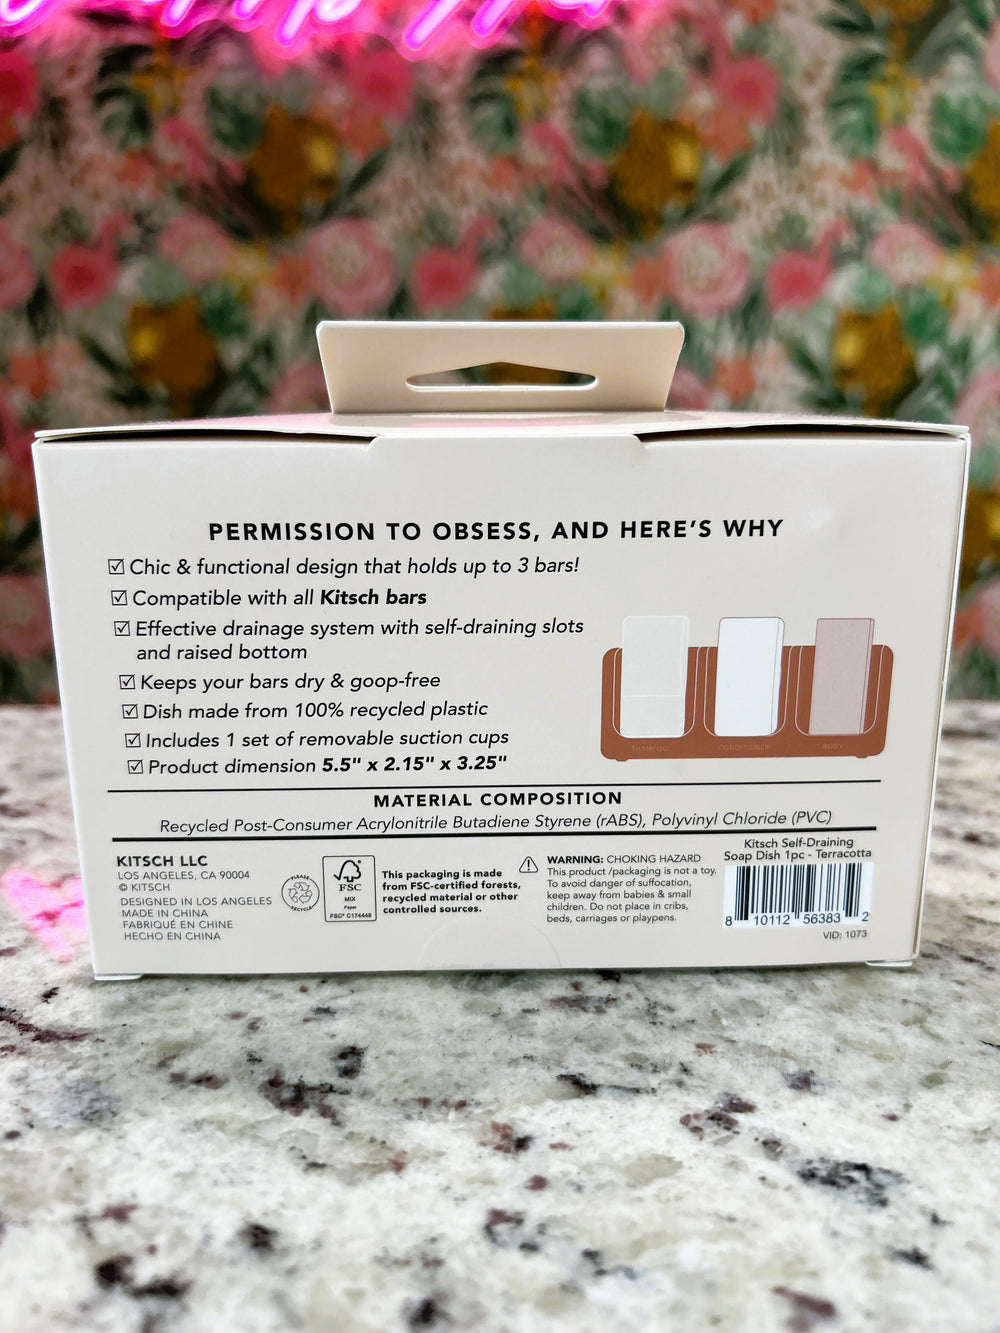 PERMISSION TO OBSESS, AND HERE'S WHY
☑ Chic & functional design that holds up to 3 bars!
☑ Compatible with all Kitsch bars
☑ Effective drainage system with self-draining slots
and raised bottom
☑ Keeps your bars dry & goop-free
☑ Dish made from 100% recycled plastic
☑ Includes 1 set of removable suction cups
☑ Product dimension 5.5" x 2.15" x 3.25"
SHAMPOO
CONDITIONER
BODY
MATERIAL COMPOSITION
Recycled Post-Consumer Acrylonitrile Butadiene Styrene (rABS), Polyvinyl Chloride (PVC)
KITSCH LLC
LOS ANGELES, CA 90004
© KITSCH
DESIGNED IN LOS ANGELES
MADE IN CHINA
FABRIQUÉ EN CHINE
HECHO EN CHINA
PLEASE
RECYCLE
FSC
MIX
Paper
FSC® C174448
This packaging is made
from FSC-certified forests,
recycled material or other
controlled sources.
WARNING: CHOKING HAZARD
This product /packaging is not a toy.
To avoid danger of suffocation,
keep away from babies & small
children. Do not place in cribs,
beds, carriages or playpens.
Kitsch Self-Draining
Soap Dish 1pc - Terracotta
8 10112 56383 2
VID: 1073